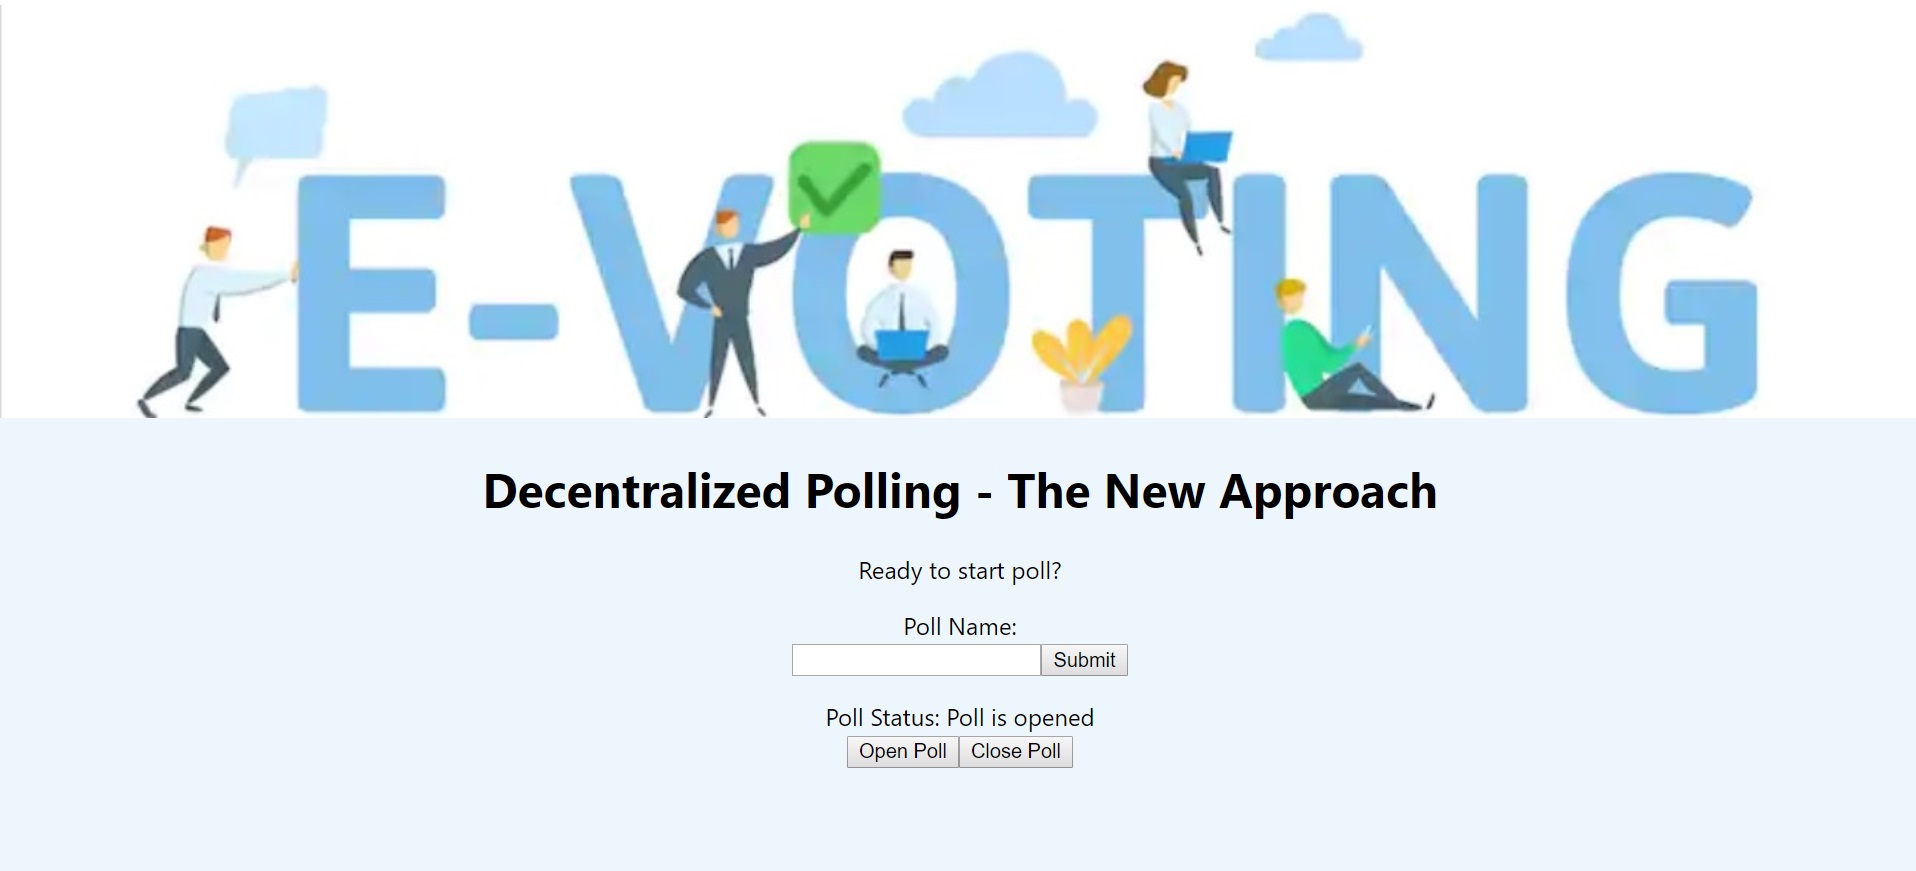 E-VOTING
Decentralized Polling - The New Approach
Ready to start poll?
Poll Name:
Submit
Poll Status: Poll is opened
Open Poll Close Poll